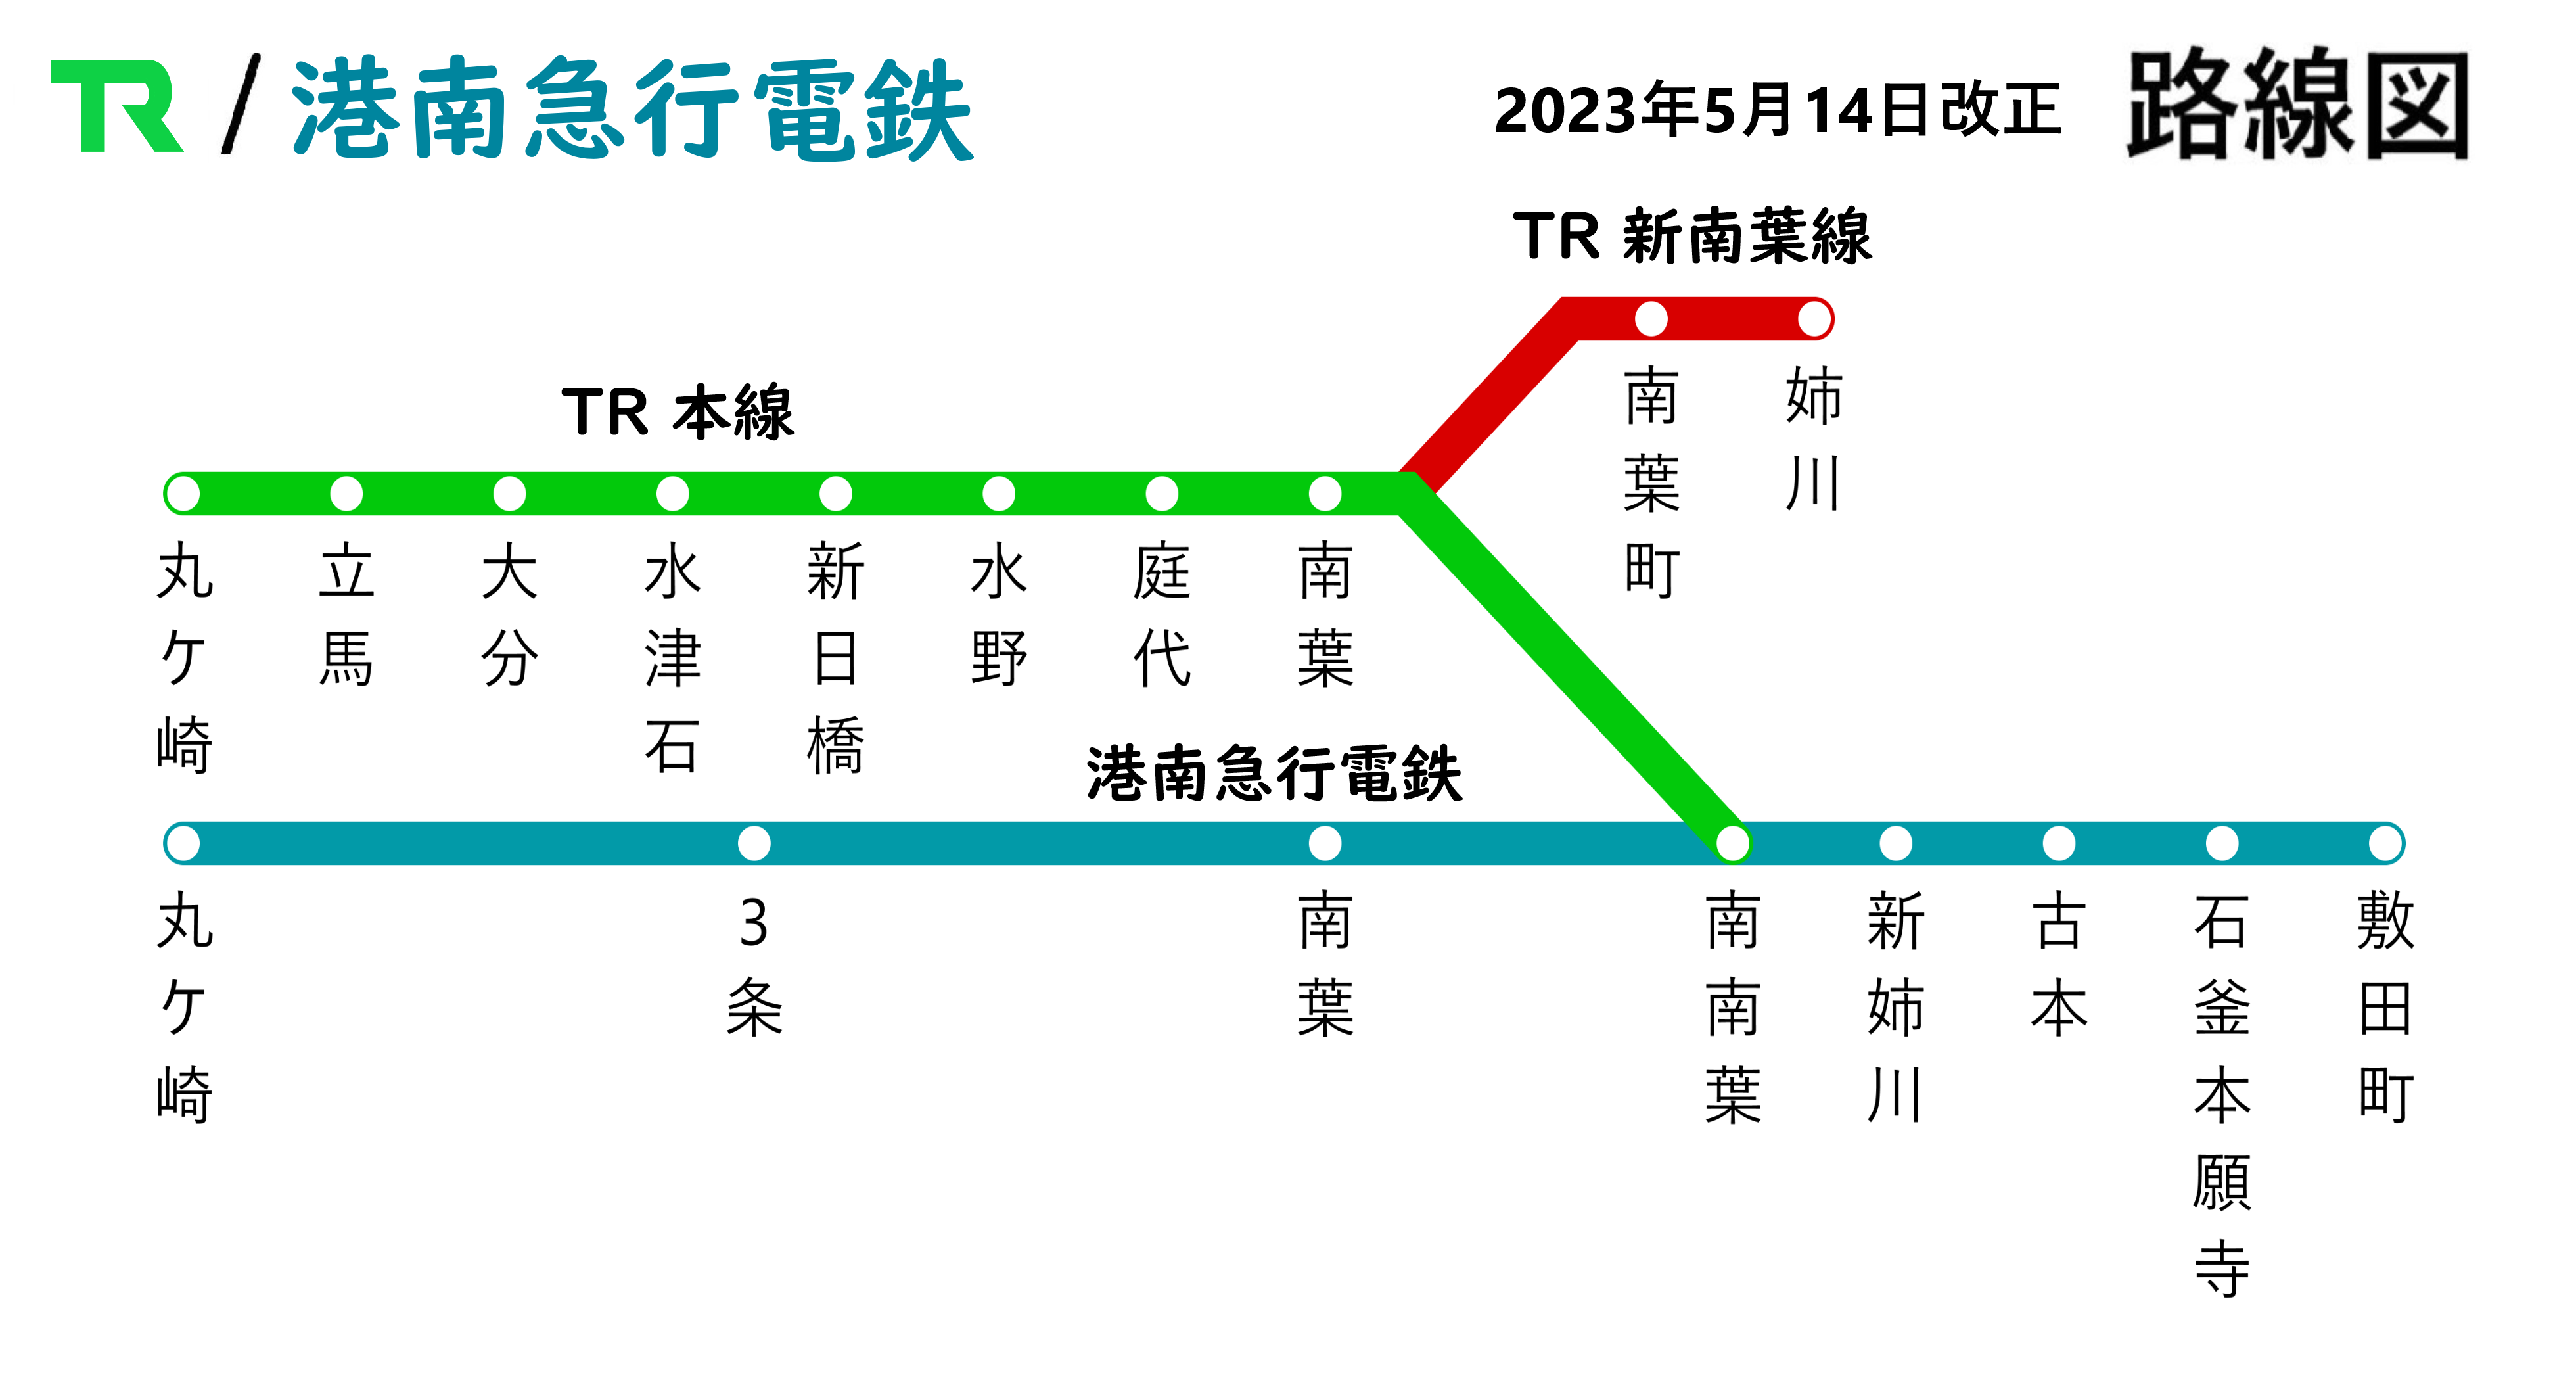 TR / 港南急行電鉄
2023年5月14日改正
路線図
TR 新南葉線
南葉町
姉川
TR 本線
丸ケ崎
立馬
大分
水津石
新日橋
水野
庭代
南葉
港南急行電鉄
丸ケ崎
3条
南葉
南南葉
新姉川
古本
石釜本願寺
敷田町